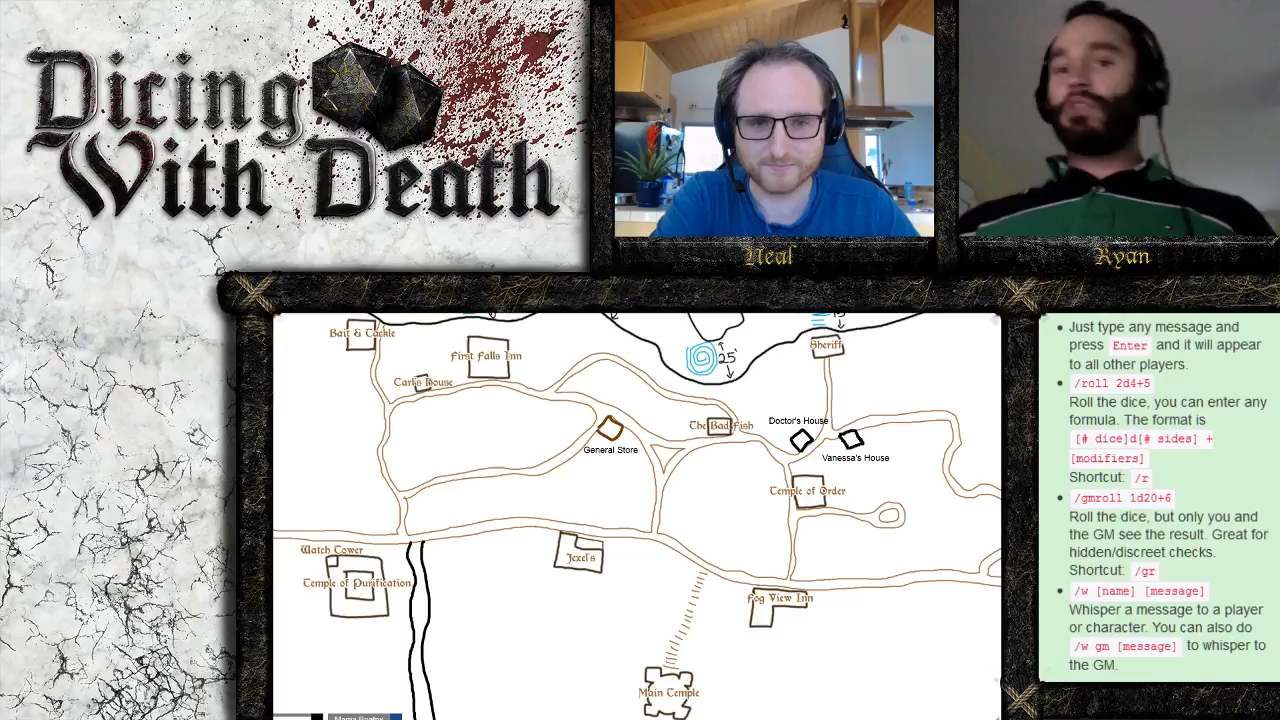 Dicing
With Death
Neal
Ryan
Bait & Tackle
First Falls Inn
Carl's House
General Store
The Bad Fish
25'
Sheriff
Doctor's House
Vanessa's House
Temple of Order
Watch Tower
Temple of Purification
Jexel's
Fog View Inn
Main Temple
Just type any message and
press Enter and it will appear
to all other players.
/roll 2d4+5
Roll the dice, you can enter any
formula. The format is
[# dice]d[# sides] +
[modifiers]
Shortcut: /r
/gmroll 1d20+6
Roll the dice, but only you and
the GM see the result. Great for
hidden/discreet checks.
Shortcut: /gr
/w [name] [message]
Whisper a message to a player
or character. You can also do
/w gm [message] to whisper to
the GM.